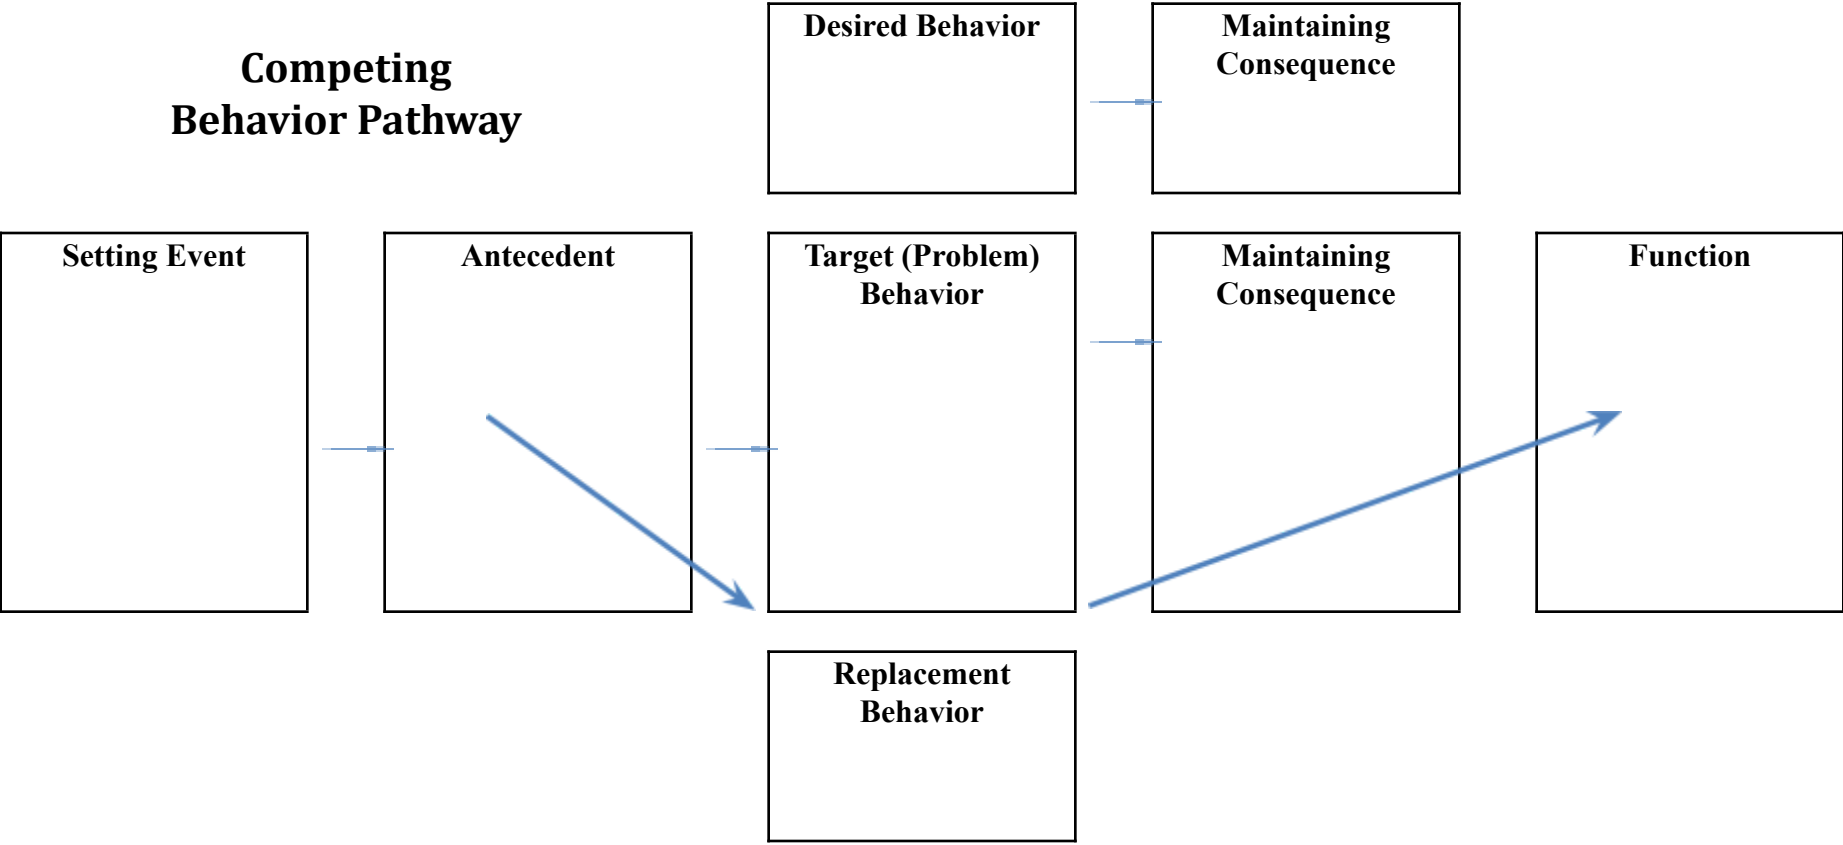 Competing
Behavior Pathway
Desired Behavior
Maintaining
Consequence
Setting Event
Antecedent
Target (Problem)
Behavior
Maintaining
Consequence
Function
Replacement
Behavior